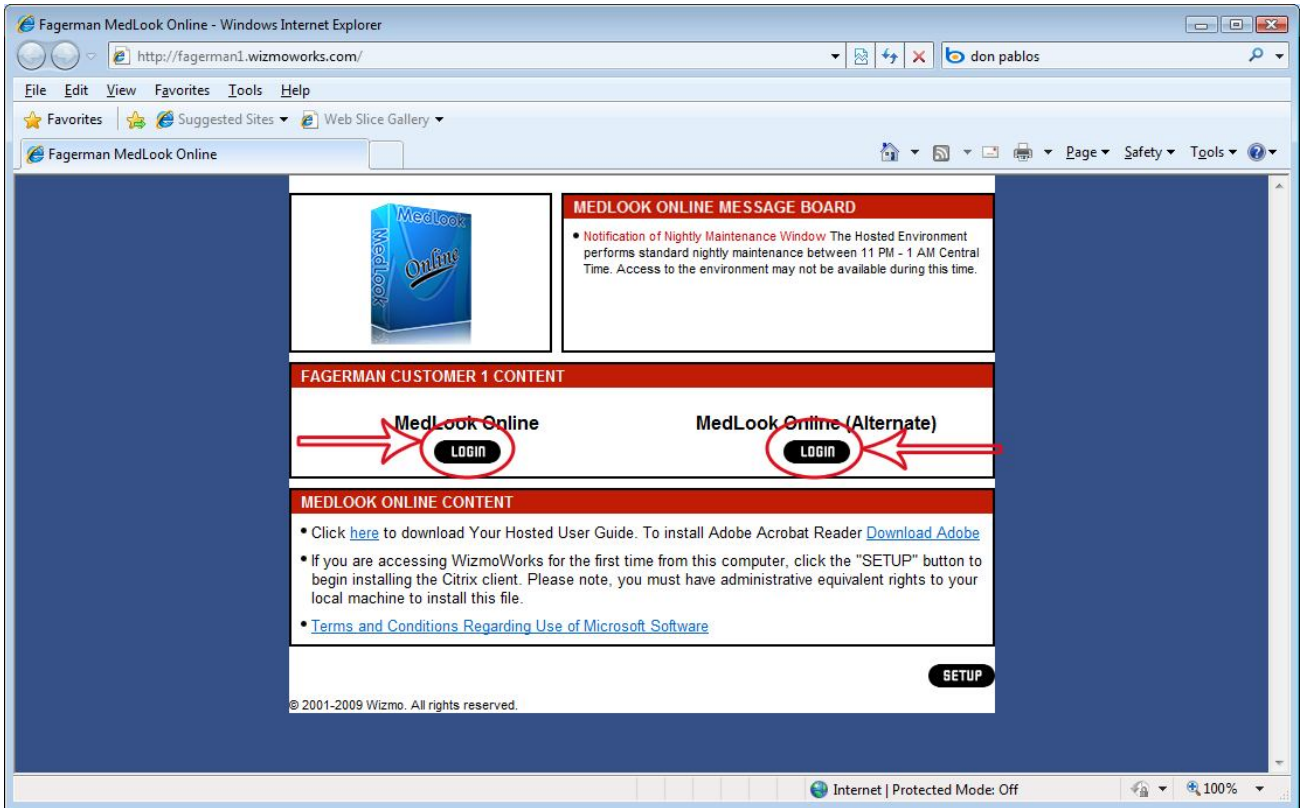 Fagerman MedLook Online - Windows Internet Explorer
http://fagerman1.wizmoworks.com/
don pablos
File Edit View Favorites Tools Help
Favorites Suggested Sites Web Slice Gallery
Fagerman MedLook Online
Page Safety Tools
MedLook
MedLook
Online
MEDLOOK ONLINE MESSAGE BOARD
• Notification of Nightly Maintenance Window The Hosted Environment
performs standard nightly maintenance between 11 PM - 1 AM Central
Time. Access to the environment may not be available during this time.
FAGERMAN CUSTOMER 1 CONTENT
MedLook Online
LOGIN
MedLook Online (Alternate)
LOGIN
MEDLOOK ONLINE CONTENT
• Click here to download Your Hosted User Guide. To install Adobe Acrobat Reader Download Adobe
• If you are accessing WizmoWorks for the first time from this computer, click the "SETUP" button to
begin installing the Citrix client. Please note, you must have administrative equivalent rights to your
local machine to install this file.
• Terms and Conditions Regarding Use of Microsoft Software
SETUP
© 2001-2009 Wizmo. All rights reserved.
Internet | Protected Mode: Off
100%